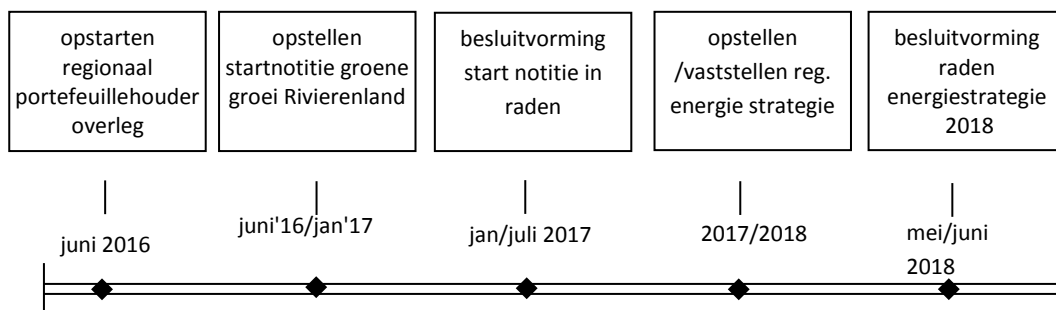 opstarten
regionaal
portefeuillehouder
overleg
opstellen
startnotitie groene
groei Rivierenland
besluitvorming
start notitie in
raden
opstellen
/vaststellen reg.
energie strategie
besluitvorming
raden
energiestrategie
2018
juni 2016
juni'16/jan'17
jan/juli 2017
2017/2018
mei/juni
2018